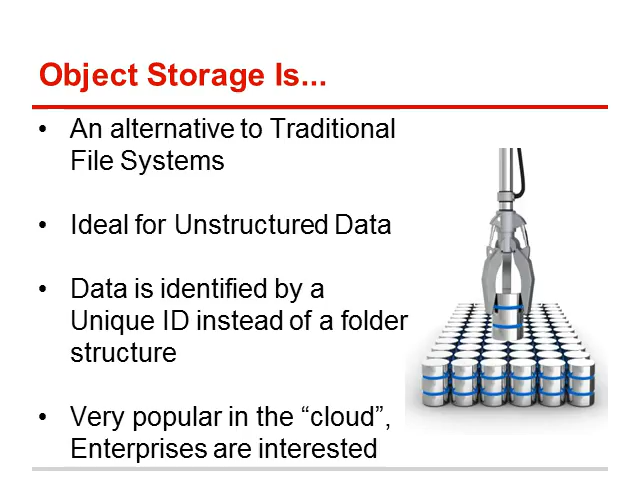 Object Storage Is...
• An alternative to Traditional
File Systems
• Ideal for Unstructured Data
• Data is identified by a
Unique ID instead of a folder
structure
• Very popular in the “cloud”,
Enterprises are interested